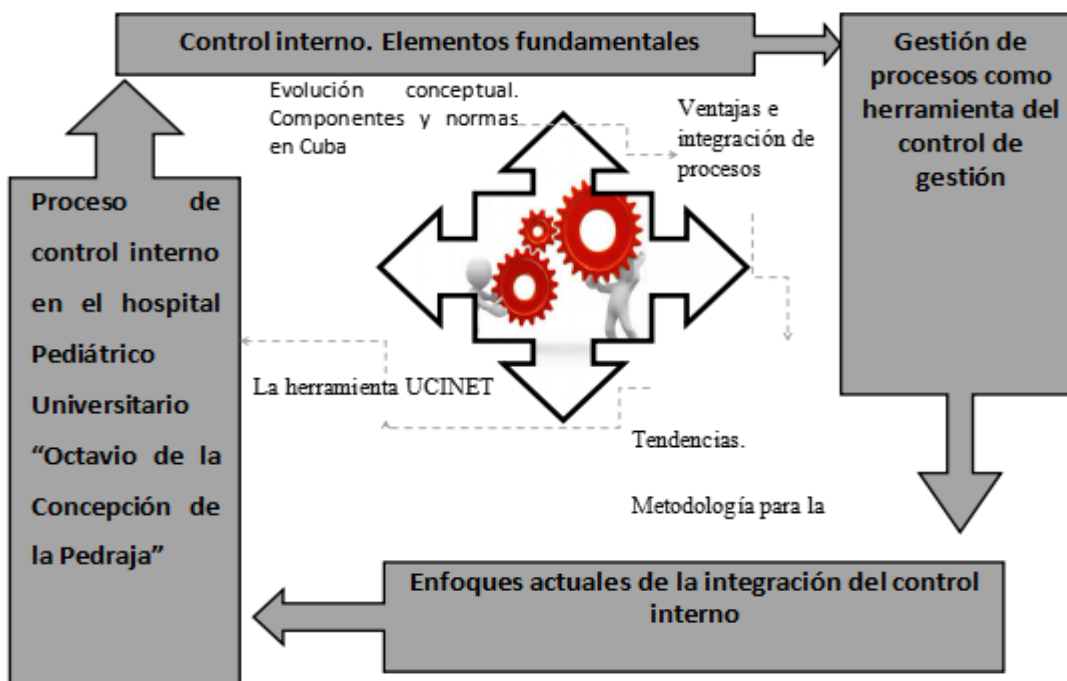 Control interno. Elementos fundamentales
Gestión de
procesos como
herramienta del
control de
gestión
Evolución conceptual.
Componentes y normas
en Cuba
Ventajas e
integración de
procesos
Proceso de
control interno
en el hospital
Pediátrico
Universitario
“Octavio de la
Concepción de
la Pedraja”
La herramienta UCINET
Tendencias.
Metodología para la
Enfoques actuales de la integración del control
interno